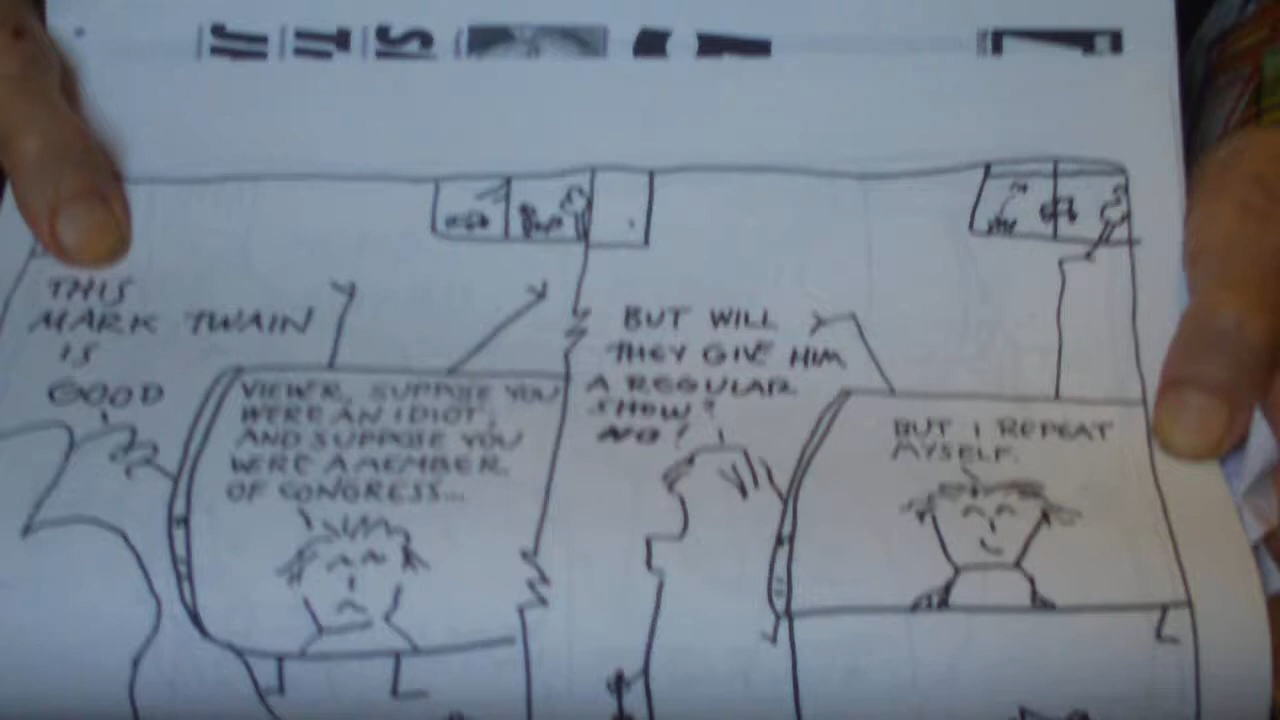 THIS
MARK TWAIN
IS
GOOD
VIEWER, SUPPOSE YOU
WERE AN IDIOT,
AND SUPPOSE YOU
WERE A MEMBER
OF CONGRESS...
BUT WILL
THEY GIVE HIM
A REGULAR
SHOW?
NO!
BUT I REPEAT
MYSELF.